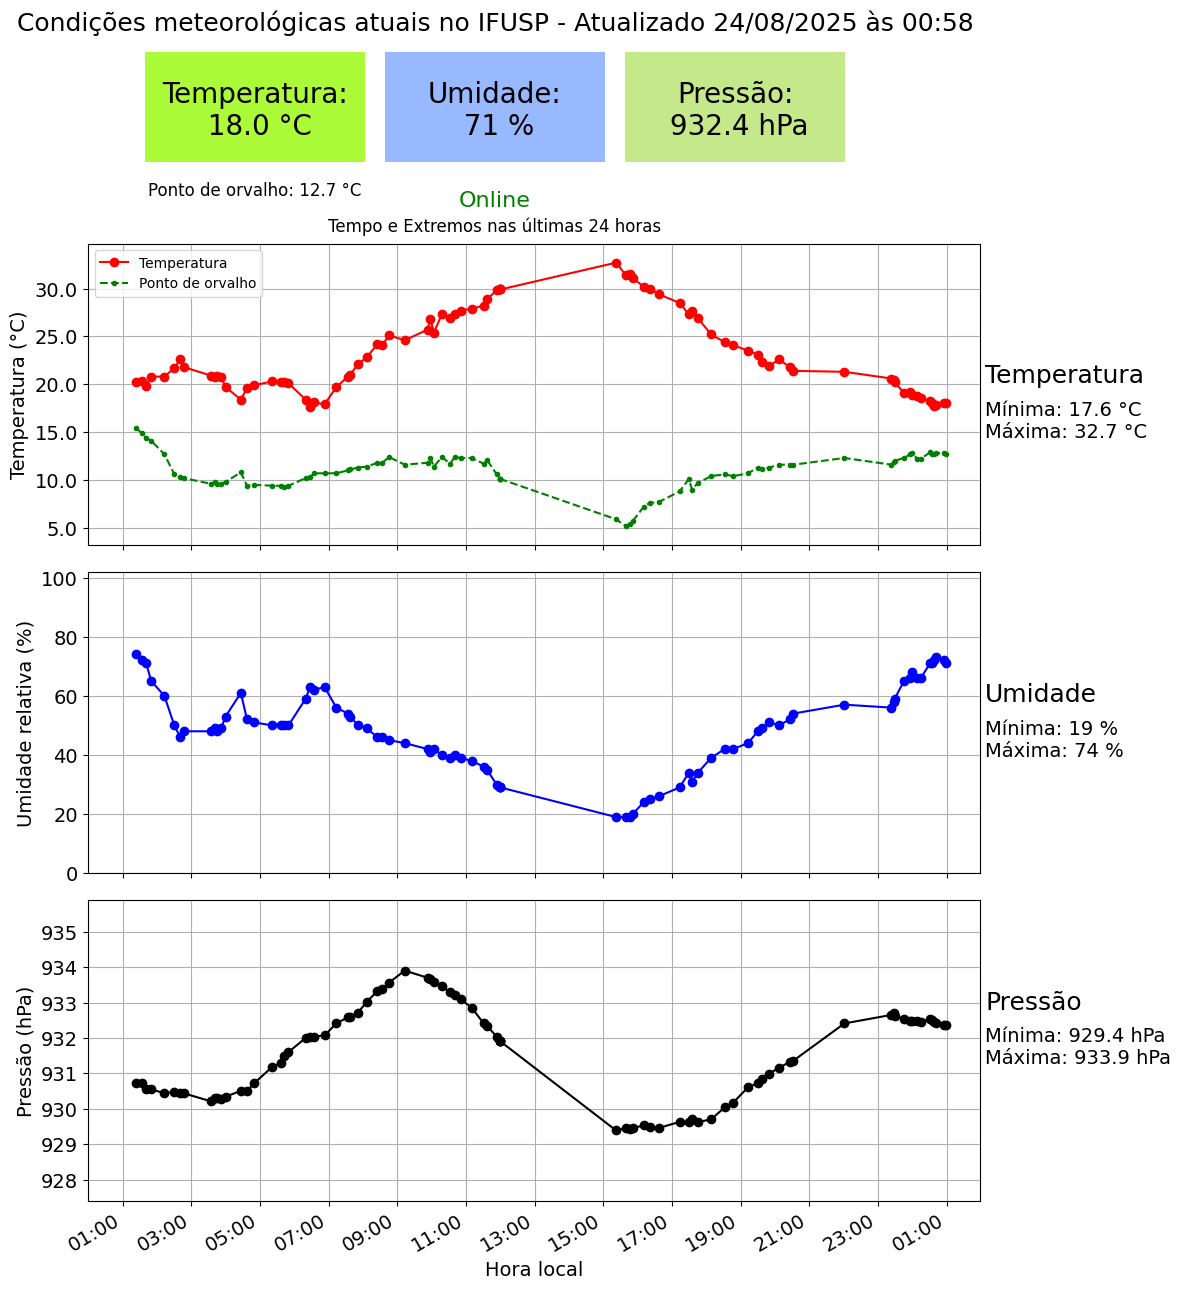 Condições meteorológicas atuais no IFUSP - Atualizado 24/08/2025 às 00:58
Temperatura:
18.0 °C
Umidade:
71 %
Pressão:
932.4 hPa
Ponto de orvalho: 12.7 °C
Online
Tempo e Extremos nas últimas 24 horas
Temperatura
Ponto de orvalho
Temperatura (°C)
30.0
25.0
20.0
15.0
10.0
5.0
Temperatura
Mínima: 17.6 °C
Máxima: 32.7 °C
Umidade relativa (%)
100
80
60
40
20
0
Umidade
Mínima: 19 %
Máxima: 74 %
Pressão (hPa)
935
934
933
932
931
930
929
928
Pressão
Mínima: 929.4 hPa
Máxima: 933.9 hPa
01:00 03:00 05:00 07:00 09:00 11:00 13:00 15:00 17:00 19:00 21:00 23:00 01:00
Hora local